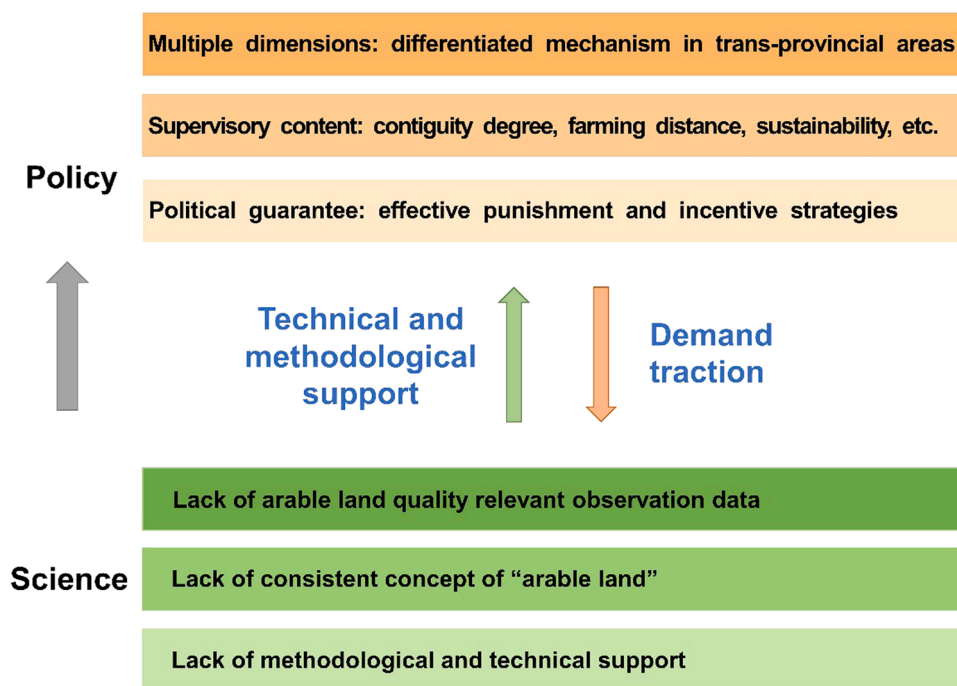 Multiple dimensions: differentiated mechanism in trans-provincial areas
Supervisory content: contiguity degree, farming distance, sustainability, etc.
Policy
Political guarantee: effective punishment and incentive strategies
Technical and
methodological
support
Demand
traction
Lack of arable land quality relevant observation data
Science
Lack of consistent concept of “arable land”
Lack of methodological and technical support